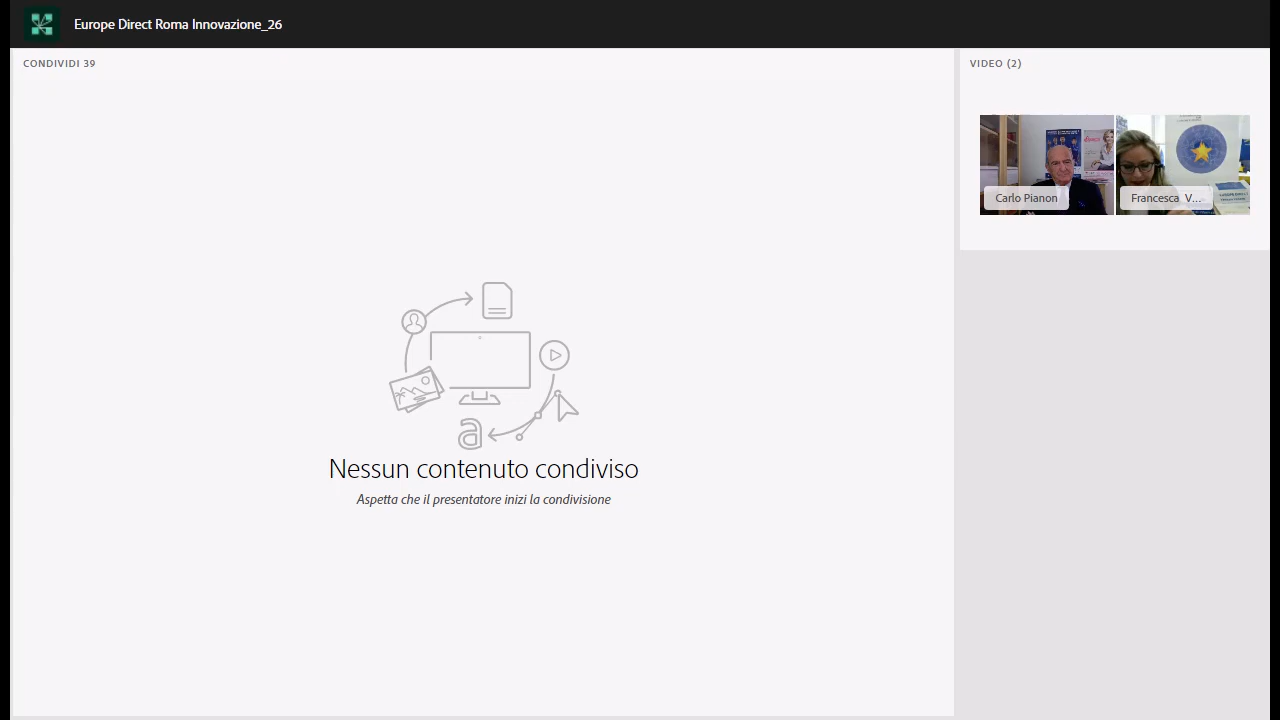 Europe Direct Roma Innovazione_26
CONDIVIDI 39
VIDEO (2)
Carlo Pianon
Francesca V...
Nessun contenuto condiviso
Aspetta che il presentatore inizi la condivisione